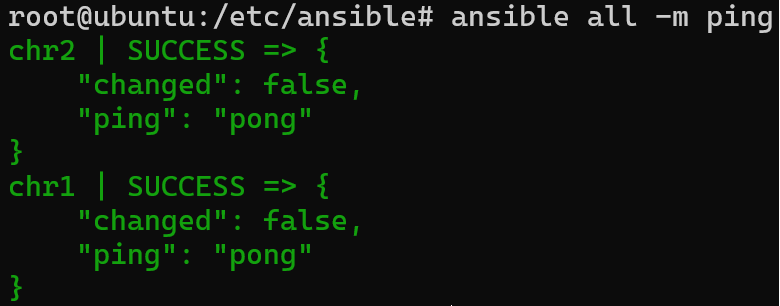 root@ubuntu:/etc/ansible# ansible all -m ping
chr2 | SUCCESS => {
    "changed": false,
    "ping": "pong"
}
chr1 | SUCCESS => {
    "changed": false,
    "ping": "pong"
}